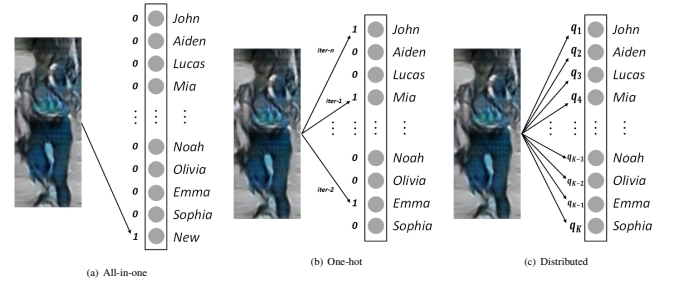 0 John
0 Aiden
0 Lucas
0 Mia
⋮ ⋮ ⋮
0 Noah
0 Olivia
0 Emma
0 Sophia
1 New
(a) All-in-one
iter-n 1 John
0 Aiden
0 Lucas
iter-1 1 Mia
⋮ ⋮ ⋮
0 Noah
0 Olivia
iter-2 1 Emma
0 Sophia
(b) One-hot
q₁ John
q₂ Aiden
q₃ Lucas
q₄ Mia
⋮ ⋮ ⋮
qK−3 Noah
qK−2 Olivia
qK−1 Emma
qK Sophia
(c) Distributed